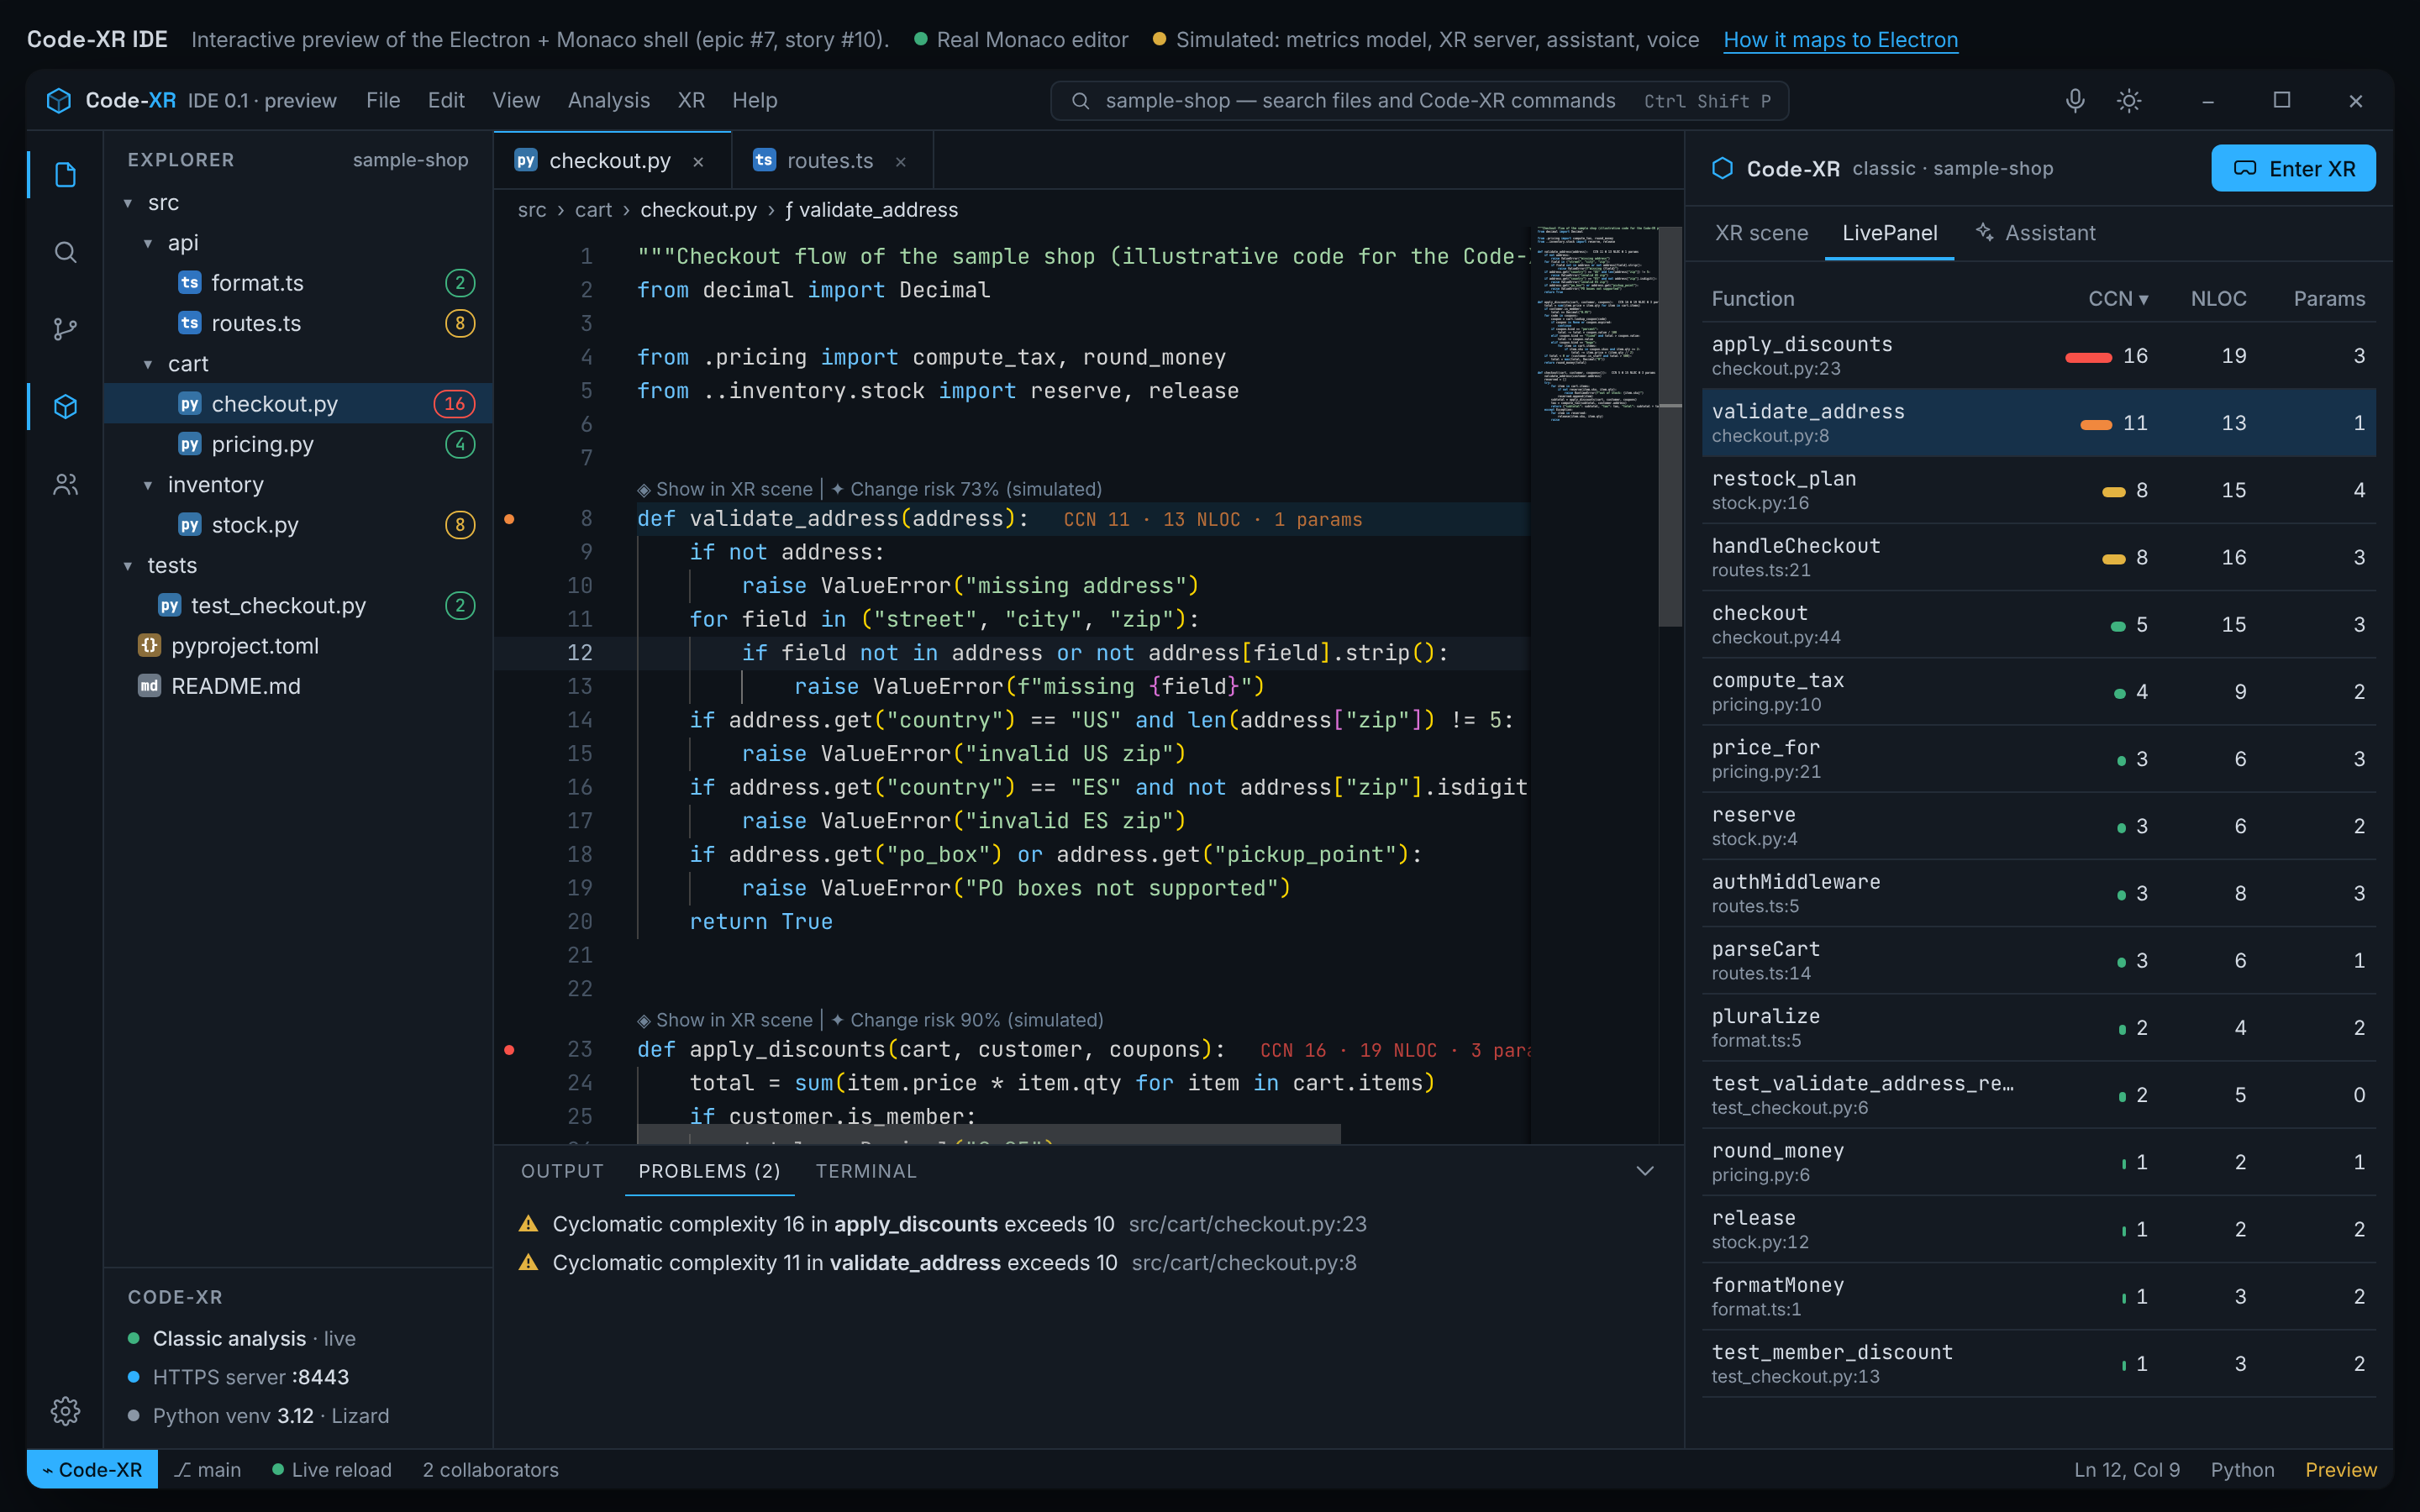 Code-XR IDE Interactive preview of the Electron + Monaco shell (epic #7, story #10). Real Monaco editor Simulated: metrics model, XR server, assistant, voice How it maps to Electron
Code-XR IDE 0.1 · preview File Edit View Analysis XR Help sample-shop — search files and Code-XR commands Ctrl Shift P
EXPLORER sample-shop
src
api
ts format.ts 2
ts routes.ts 8
cart
py checkout.py 16
py pricing.py 4
inventory
py stock.py 8
tests
py test_checkout.py 2
{} pyproject.toml
md README.md
CODE-XR
Classic analysis · live
HTTPS server :8443
Python venv 3.12 · Lizard
py checkout.py × ts routes.ts ×
src › cart › checkout.py › ƒ validate_address
1 """Checkout flow of the sample shop (illustrative code for the Code-
2 from decimal import Decimal
3
4 from .pricing import compute_tax, round_money
5 from ..inventory.stock import reserve, release
6
7
◈ Show in XR scene | ✦ Change risk 73% (simulated)
8 def validate_address(address): CCN 11 · 13 NLOC · 1 params
9 if not address:
10 raise ValueError("missing address")
11 for field in ("street", "city", "zip"):
12 if field not in address or not address[field].strip():
13 raise ValueError(f"missing {field}")
14 if address.get("country") == "US" and len(address["zip"]) != 5:
15 raise ValueError("invalid US zip")
16 if address.get("country") == "ES" and not address["zip"].isdigit
17 raise ValueError("invalid ES zip")
18 if address.get("po_box") or address.get("pickup_point"):
19 raise ValueError("PO boxes not supported")
20 return True
21
22
◈ Show in XR scene | ✦ Change risk 90% (simulated)
23 def apply_discounts(cart, customer, coupons): CCN 16 · 19 NLOC · 3 para
24 total = sum(item.price * item.qty for item in cart.items)
25 if customer.is_member:
OUTPUT PROBLEMS (2) TERMINAL
Cyclomatic complexity 16 in apply_discounts exceeds 10 src/cart/checkout.py:23
Cyclomatic complexity 11 in validate_address exceeds 10 src/cart/checkout.py:8
Code-XR classic · sample-shop Enter XR
XR scene LivePanel Assistant
Function CCN ▾ NLOC Params
apply_discounts 16 19 3
checkout.py:23
validate_address 11 13 1
checkout.py:8
restock_plan 8 15 4
stock.py:16
handleCheckout 8 16 3
routes.ts:21
checkout 5 15 3
checkout.py:44
compute_tax 4 9 2
pricing.py:10
price_for 3 6 3
pricing.py:21
reserve 3 6 2
stock.py:4
authMiddleware 3 8 3
routes.ts:5
parseCart 3 6 1
routes.ts:14
pluralize 2 4 2
format.ts:5
test_validate_address_re… 2 5 0
test_checkout.py:6
round_money 1 2 1
pricing.py:6
release 1 2 2
stock.py:12
formatMoney 1 3 2
format.ts:1
test_member_discount 1 3 2
test_checkout.py:13
Code-XR main Live reload 2 collaborators Ln 12, Col 9 Python Preview